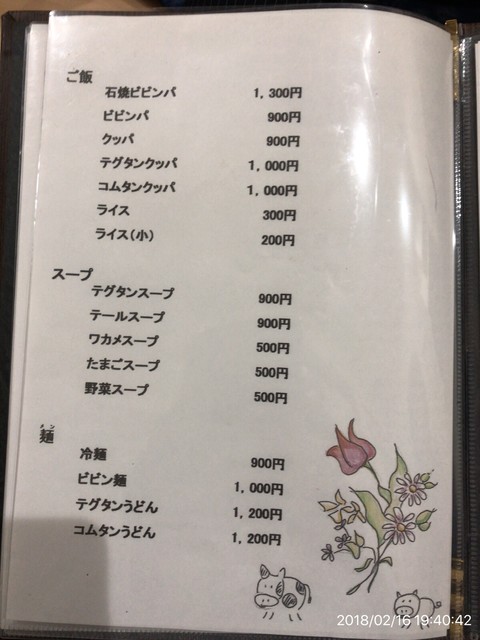 ご飯
石焼ビビンバ 1,300円
ビビンバ 900円
クッパ 900円
テグタンクッパ 1,000円
コムタンクッパ 1,000円
ライス 300円
ライス(小) 200円
スープ
テグタンスープ 900円
テールスープ 900円
ワカメスープ 500円
たまごスープ 500円
野菜スープ 500円
メン
麺
冷麺 900円
ビビン麺 1,000円
テグタンうどん 1,200円
コムタンうどん 1,200円
2018/02/16 19:40:42